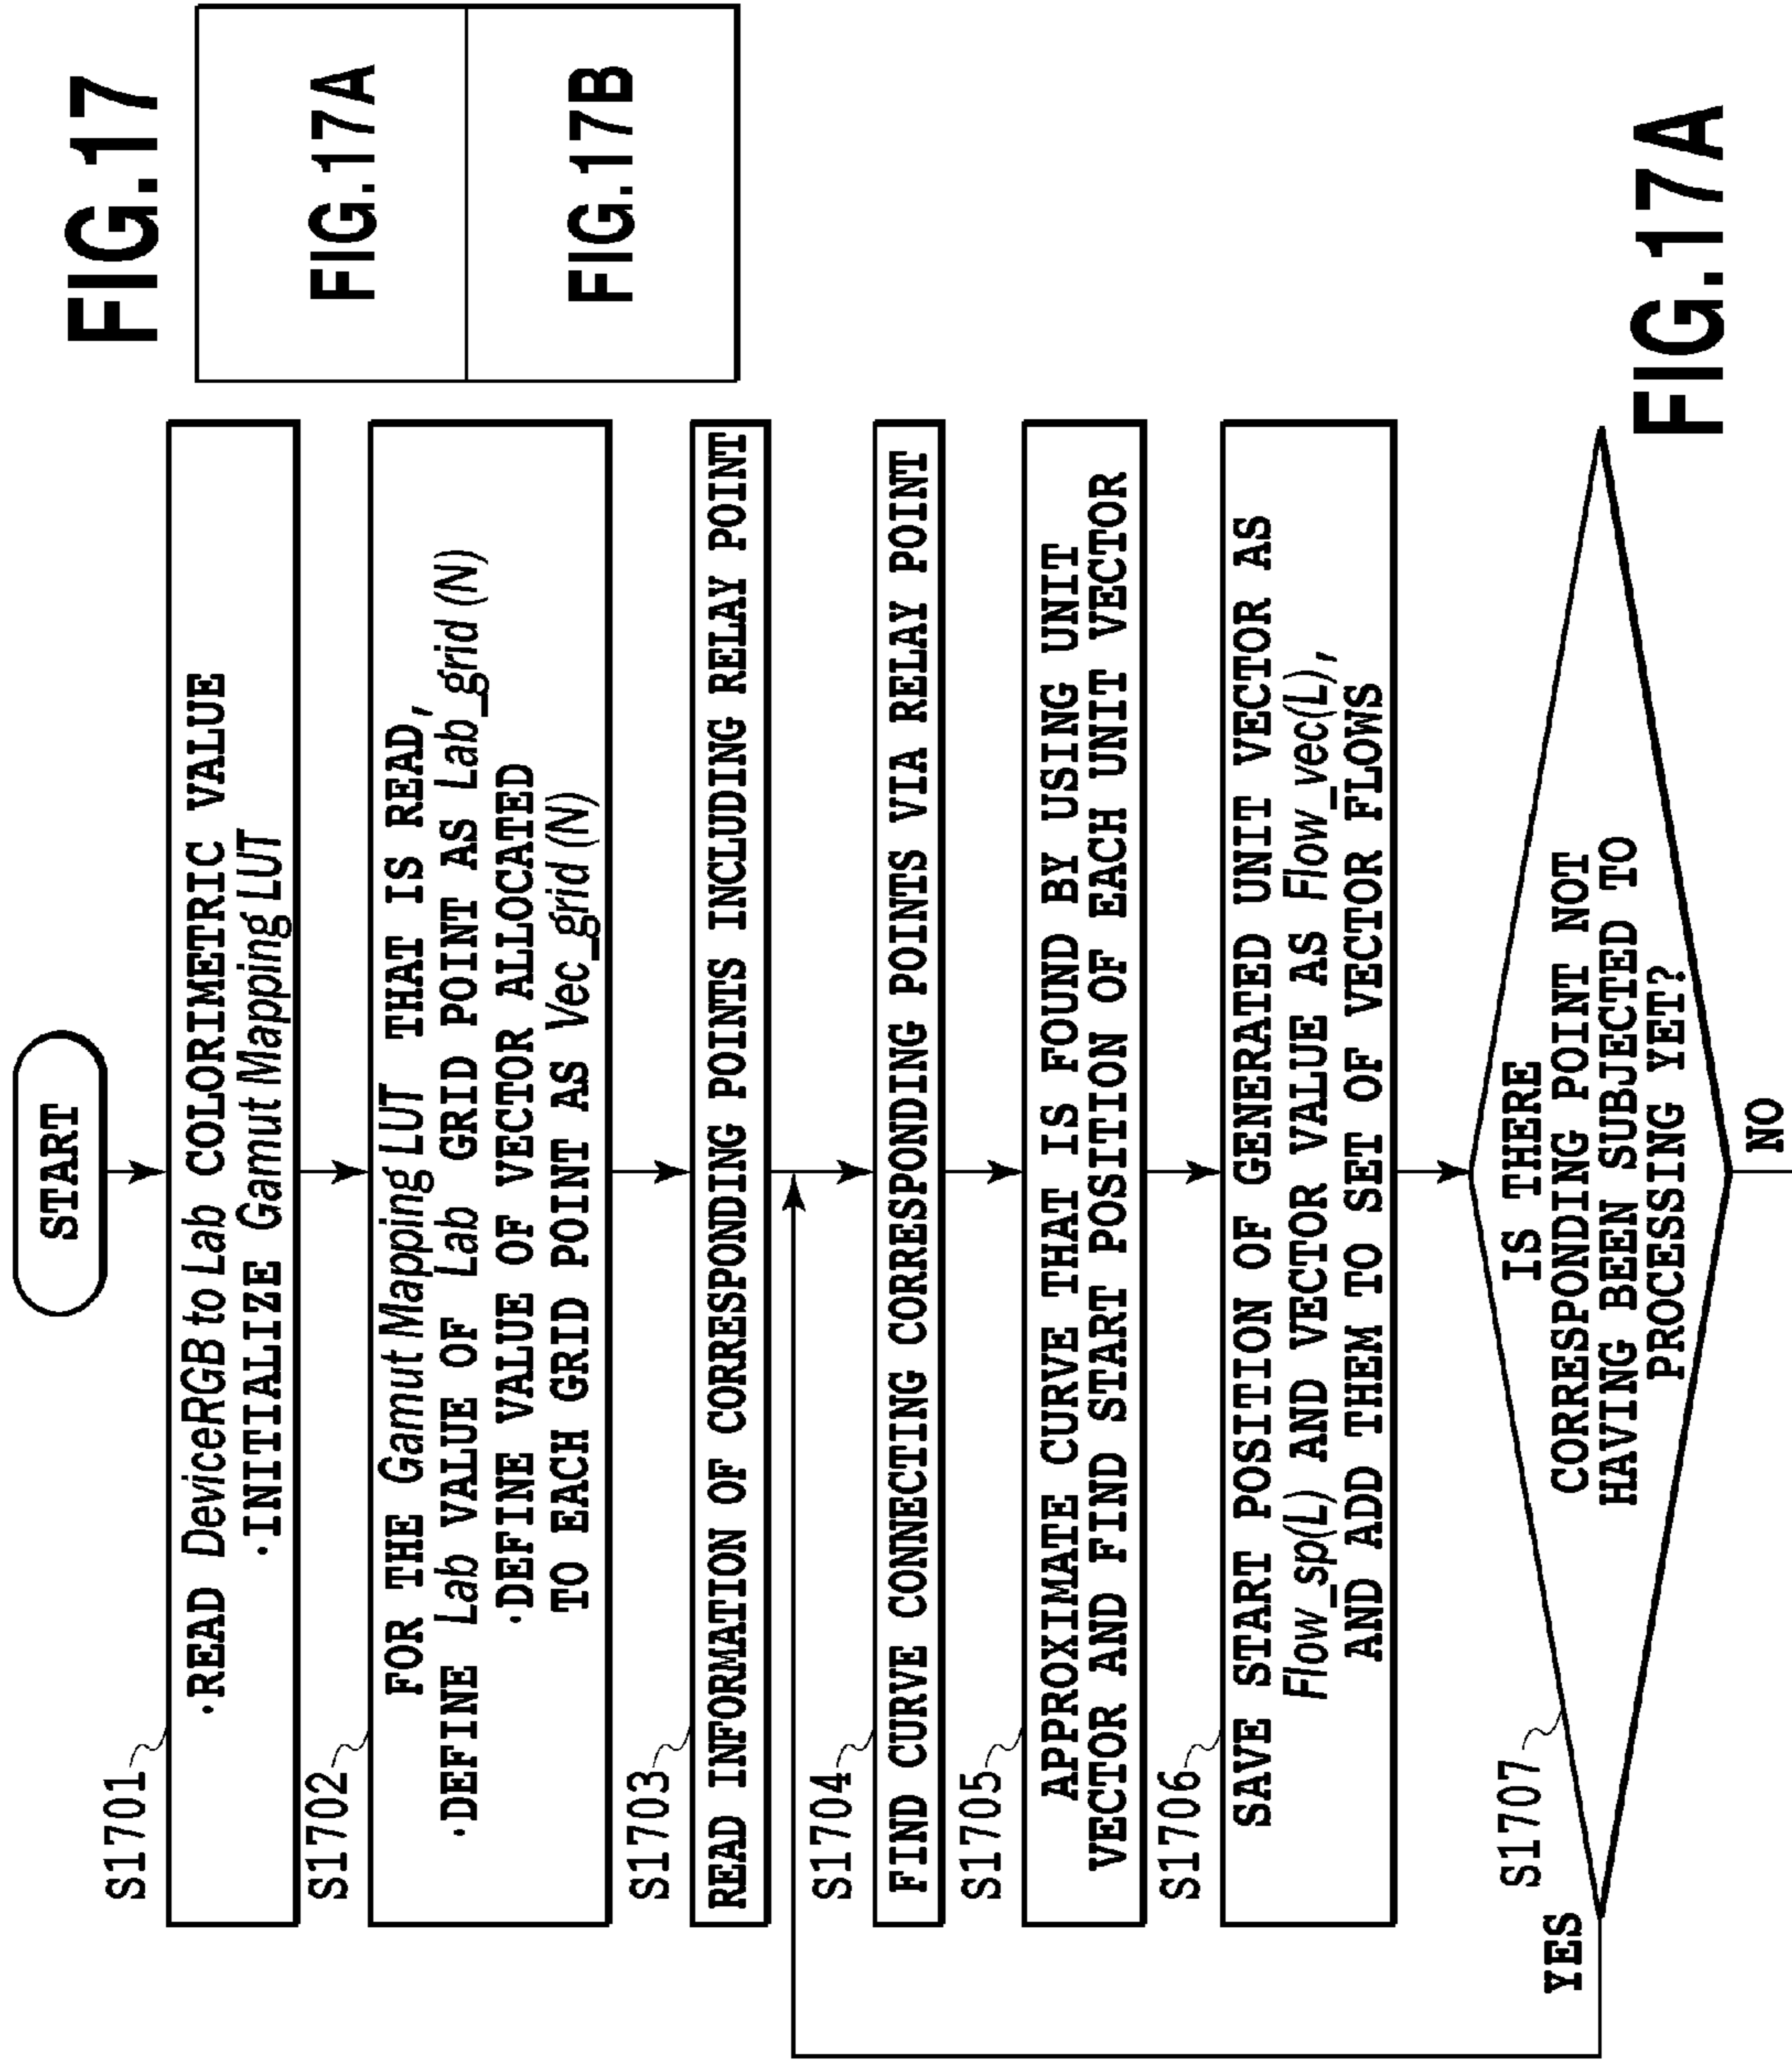 FIG.17
FIG.17A
FIG.17B
START
S1701
·READ DeviceRGB to Lab COLORIMETRIC VALUE
·INITIALIZE Gamut Mapping LUT
S1702
FOR THE Gamut Mapping LUT THAT IS READ,
·DEFINE Lab VALUE OF Lab GRID POINT AS Lab_grid (N)
·DEFINE VALUE OF VECTOR ALLOCATED
TO EACH GRID POINT AS Vec_grid (N)
S1703
READ INFORMATION OF CORRESPONDING POINTS INCLUDING RELAY POINT
S1704
FIND CURVE CONNECTING CORRESPONDING POINTS VIA RELAY POINT
S1705
APPROXIMATE CURVE THAT IS FOUND BY USING UNIT
VECTOR AND FIND START POSITION OF EACH UNIT VECTOR
S1706
SAVE START POSITION OF GENERATED UNIT VECTOR AS
Flow_sp(L) AND VECTOR VALUE AS Flow_vec(L),
AND ADD THEM TO SET OF VECTOR FLOWS
S1707
IS THERE
CORRESPONDING POINT NOT
HAVING BEEN SUBJECTED TO
PROCESSING YET?
YES
NO
FIG.17A